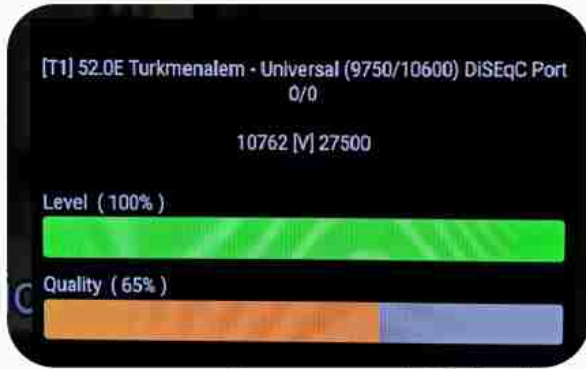 [T1] 52.0E Turkmenalem - Universal (9750/10600) DiSEqC Port
0/0
10762 [V] 27500
Level ( 100% )
Quality ( 65% )